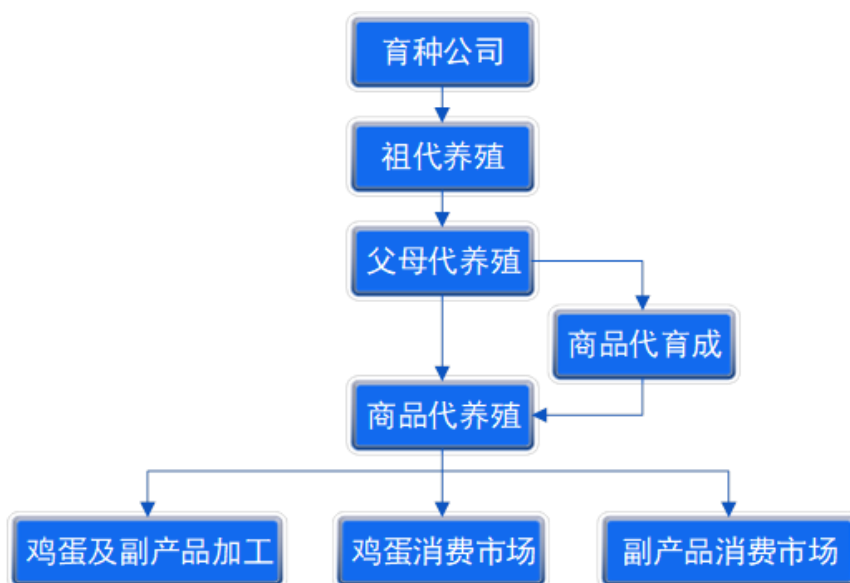 育种公司
祖代养殖
父母代养殖
商品代育成
商品代养殖
鸡蛋及副产品加工
鸡蛋消费市场
副产品消费市场